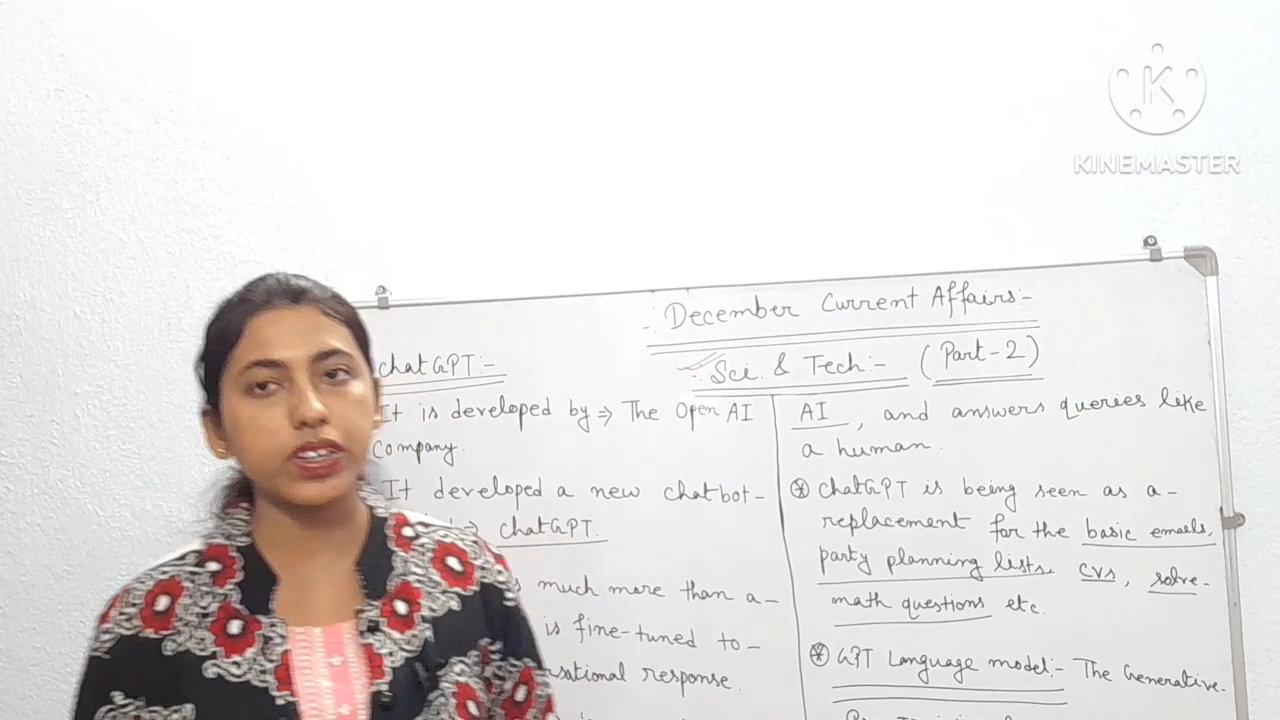 December Current Affairs:-
Sci. & Tech:- (Part-2)
chatGPT:-
It is developed by ⇒ The Open AI
company.
It developed a new chatbot-
⇒ chatGPT.
much more than a-
is fine-tuned to-
response.
AI, and answers queries like
a human.
* ChatGPT is being seen as a-
replacement for the basic emails,
party planning lists, CVs, solve-
math questions etc.
* GPT Language model:- The Generative-
KINEMASTER